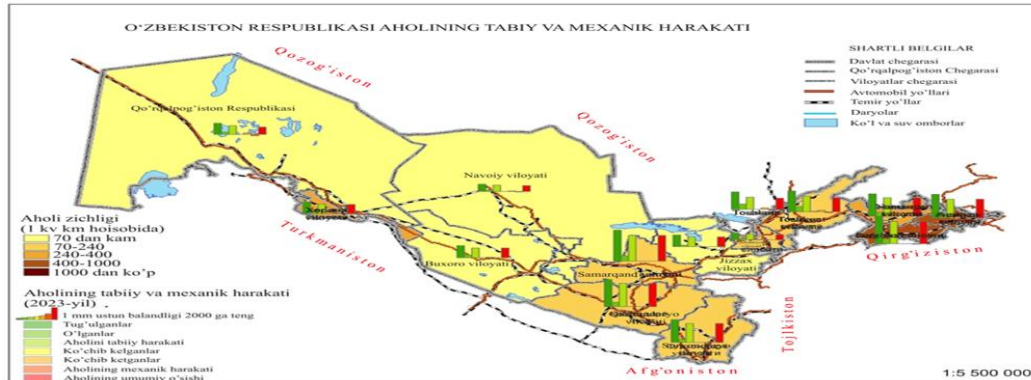 O‘ZBEKISTON RESPUBLIKASI AHOLINING TABIY VA MEXANIK HARAKATI
Qozog‘iston
SHARTLI BELGILAR
Davlat chegarasi
Qo‘rqalpog‘iston Chegarasi
Viloyatlar chegarasi
Avtomobil yo‘llari
Temir yo‘llar
Daryolar
Ko‘l va suv omborlar
Qo‘rqalpog‘iston Respublikasi
Qozog‘iston
Navoiy viloyati
Turkmaniston
Buxoro viloyati
Samarqand
Jizzax
viloyati
Qirg‘iziston
TojIkiston
Afg‘oniston
Aholi zichligi
(1 kv km hoisobida)
70 dan kam
70-240
240-400
400-1000
1000 dan ko‘p
Aholining tabiiy va mexanik harakati
(2023-yil)
1 mm ustun balandligi 2000 ga teng
Tug‘ulganlar
O‘lganlar
Aholini tabiiy harakati
Ko‘chib kelganlar
Ko‘chib ketganlar
Aholining mexanik harakati
Aholining umumiy o‘sishi
1:5 500 000